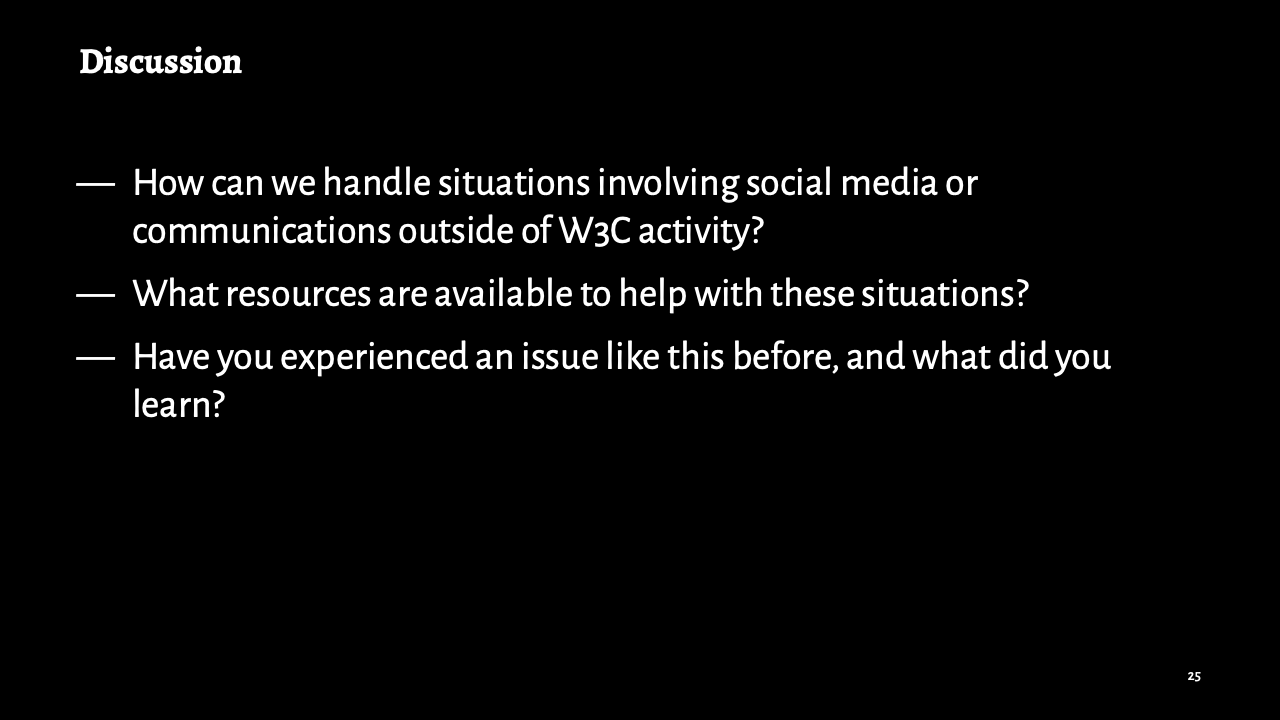 Discussion
— How can we handle situations involving social media or
communications outside of W3C activity?
— What resources are available to help with these situations?
— Have you experienced an issue like this before, and what did you
learn?
25